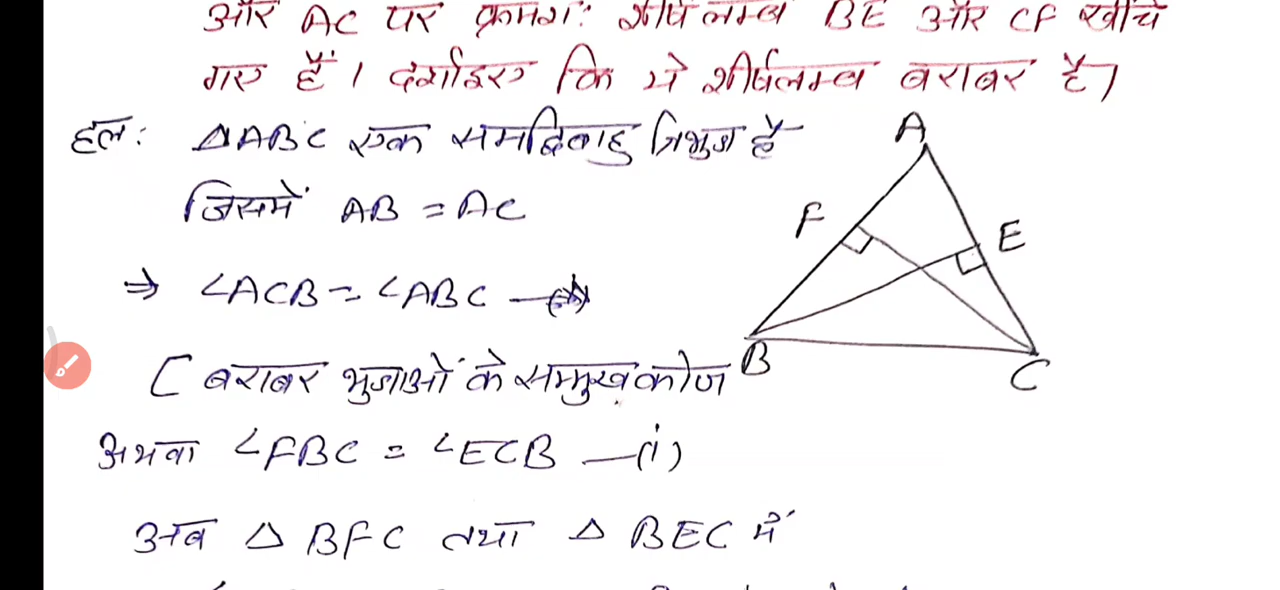 और AC पर क्रमशः शीर्षलम्ब BE और CF खींचे
गए हैं। दर्शाइए कि ये शीर्षलम्ब बराबर है।
हल: ΔABC एक समद्विबाहु त्रिभुज है
जिसमें AB = AC
⇒ ∠ACB = ∠ABC —
[ बराबर भुजाओं के सम्मुख कोण
अथवा ∠FBC = ∠ECB —(i)
अब Δ BFC तथा Δ BEC में
A
F
E
B
C